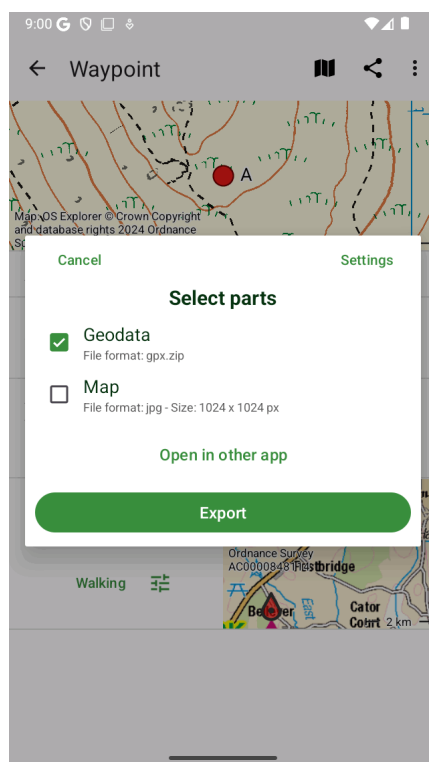 9:00
Waypoint
A
Map: OS Explorer © Crown Copyright
and database rights 2024 Ordnance
Cancel
Settings
Select parts
Geodata
File format: gpx.zip
Map
File format: jpg - Size: 1024 x 1024 px
Open in other app
Export
Ordnance Survey
Walking
East
Cator
Court
2 km